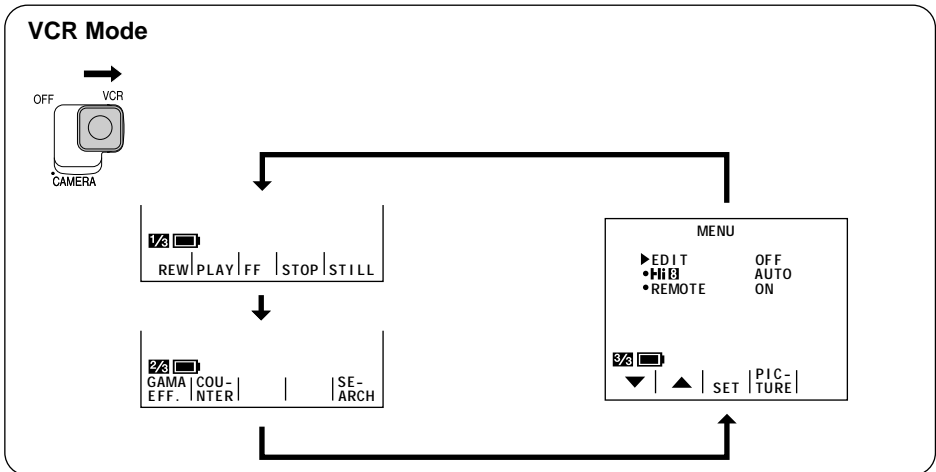 VCR Mode
OFF VCR
CAMERA
1/3
REW PLAY FF STOP STILL
2/3
GAMA COU- SE-
EFF. NTER ARCH
MENU
EDIT OFF
Hi8 AUTO
REMOTE ON
3/3
PIC-
SET TURE